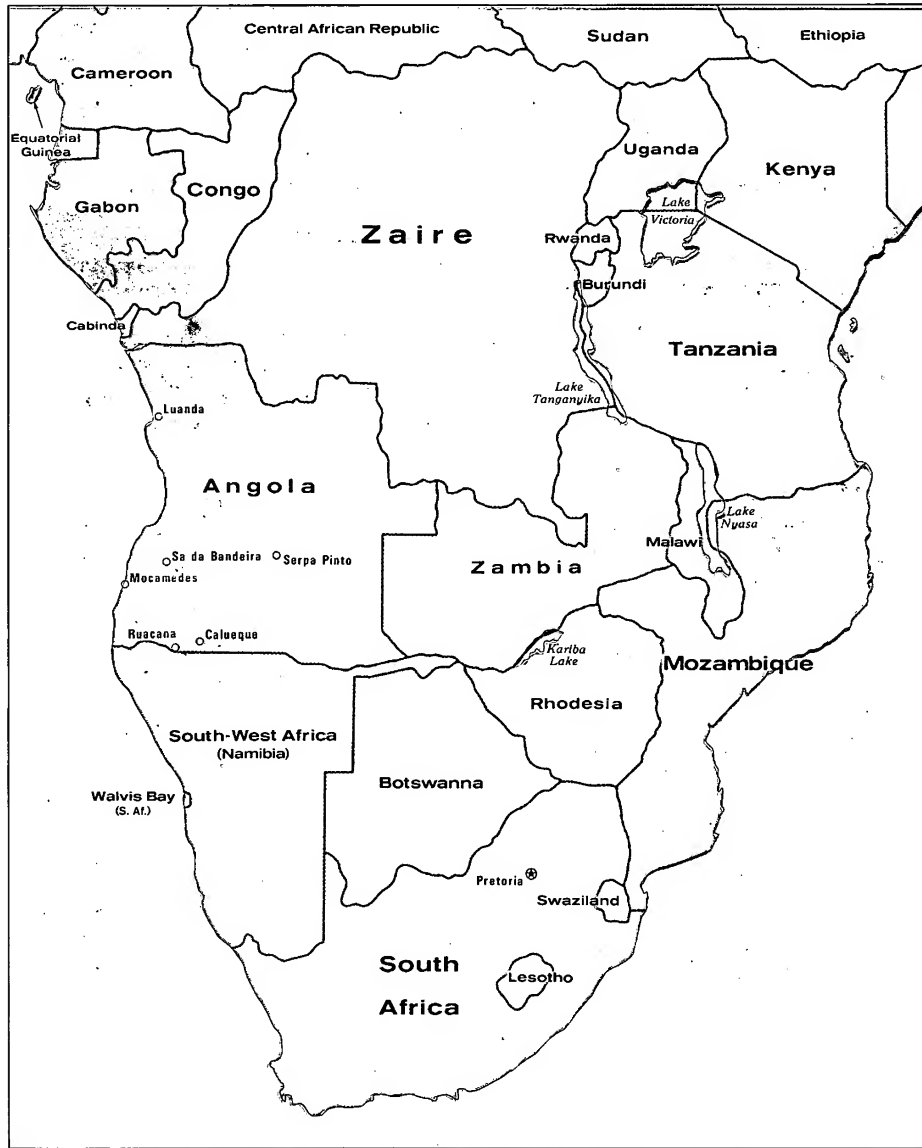 Central African Republic
Sudan
Ethiopia
Cameroon
Equatorial
Guinea
Uganda
Kenya
Congo
Gabon
Lake
Victoria
Zaire
Rwanda
Burundi
Cabinda
Tanzania
Lake
Tanganyika
Luanda
Angola
Lake
Nyasa
Malawi
Sa da Bandeira
Serpa Pinto
Zambia
Mocamedes
Ruacana
Calueque
Kariba
Lake
Mozambique
Rhodesia
South-West Africa
(Namibia)
Botswanna
Walvis Bay
(S. Af.)
Pretoria
Swaziland
South
Africa
Lesotho